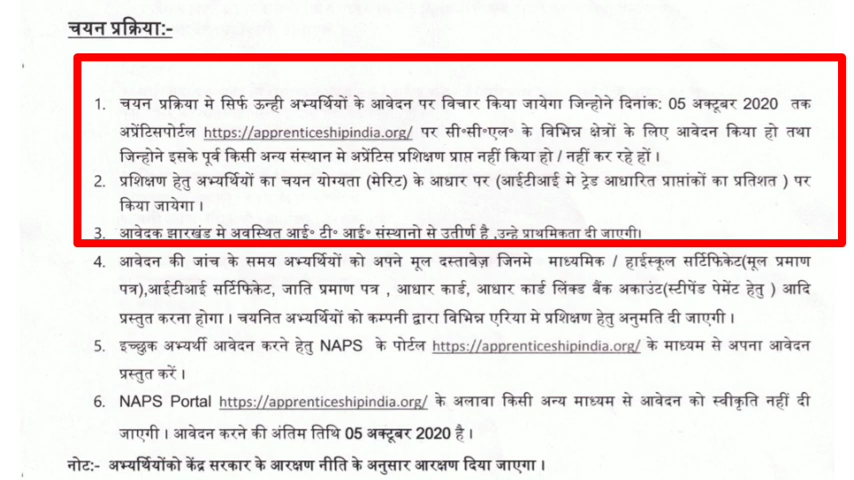 चयन प्रक्रिया:-
1. चयन प्रक्रिया मे सिर्फ ऊन्ही अभ्यर्थियों के आवेदन पर विचार किया जायेगा जिन्होने दिनांक: 05 अक्टूबर 2020 तक
अप्रेंटिसपोर्टल https://apprenticeshipindia.org/ पर सी॰सी॰एल॰ के विभिन्न क्षेत्रों के लिए आवेदन किया हो तथा
जिन्होने इसके पूर्व किसी अन्य संस्थान मे अप्रेंटिस प्रशिक्षण प्राप्त नहीं किया हो / नहीं कर रहे हों ।
2. प्रशिक्षण हेतु अभ्यर्थियों का चयन योग्यता (मेरिट) के आधार पर (आईटीआई मे ट्रेड आधारित प्राप्तांकों का प्रतिशत ) पर
किया जायेगा ।
3. आवेदक झारखंड मे अवस्थित आई॰ टी॰ आई॰ संस्थानो से उतीर्ण है ,उन्हे प्राथमिकता दी जाएगी।
4. आवेदन की जांच के समय अभ्यर्थियों को अपने मूल दस्तावेज़ जिनमे माध्यमिक / हाईस्कूल सर्टिफिकेट(मूल प्रमाण
पत्र),आईटीआई सर्टिफिकेट, जाति प्रमाण पत्र , आधार कार्ड, आधार कार्ड लिंक्ड बैंक अकाउंट(स्टीपेंड पेमेंट हेतु ) आदि
प्रस्तुत करना होगा । चयनित अभ्यर्थियों को कम्पनी द्वारा विभिन्न एरिया मे प्रशिक्षण हेतु अनुमति दी जाएगी ।
5. इच्छुक अभ्यर्थी आवेदन करने हेतु NAPS के पोर्टल https://apprenticeshipindia.org/ के माध्यम से अपना आवेदन
प्रस्तुत करें ।
6. NAPS Portal https://apprenticeshipindia.org/ के अलावा किसी अन्य माध्यम से आवेदन को स्वीकृति नहीं दी
जाएगी । आवेदन करने की अंतिम तिथि 05 अक्टूबर 2020 है ।
नोट:- अभ्यर्थियोंको केंद्र सरकार के आरक्षण नीति के अनुसार आरक्षण दिया जाएगा ।